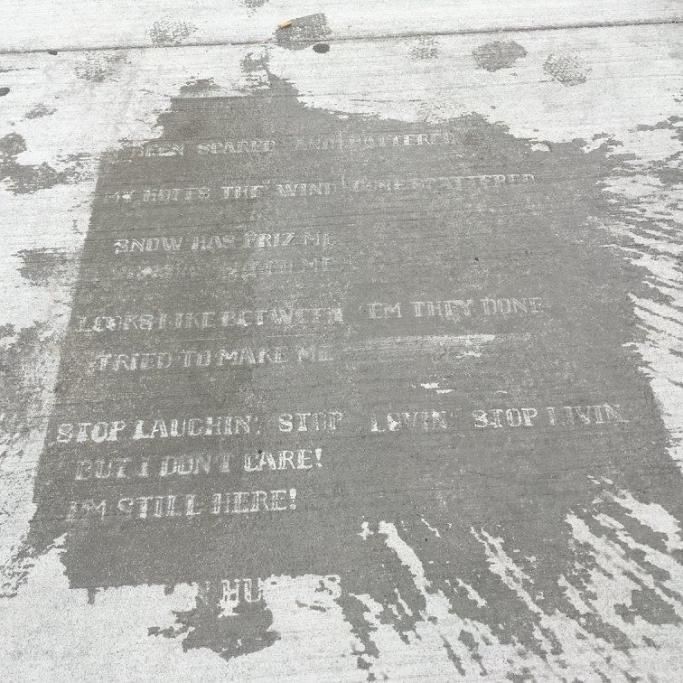 BEEN SCARED AND BATTERED
MY HOPES THE WIND DONE SCATTERED
SNOW HAS FRIZ ME
ME
LOOKS LIKE BETWEEN 'EM THEY DONE
TRIED TO MAKE ME
STOP LAUGHIN', STOP LOVIN' STOP LIVIN
BUT I DON'T CARE!
I'M STILL HERE!